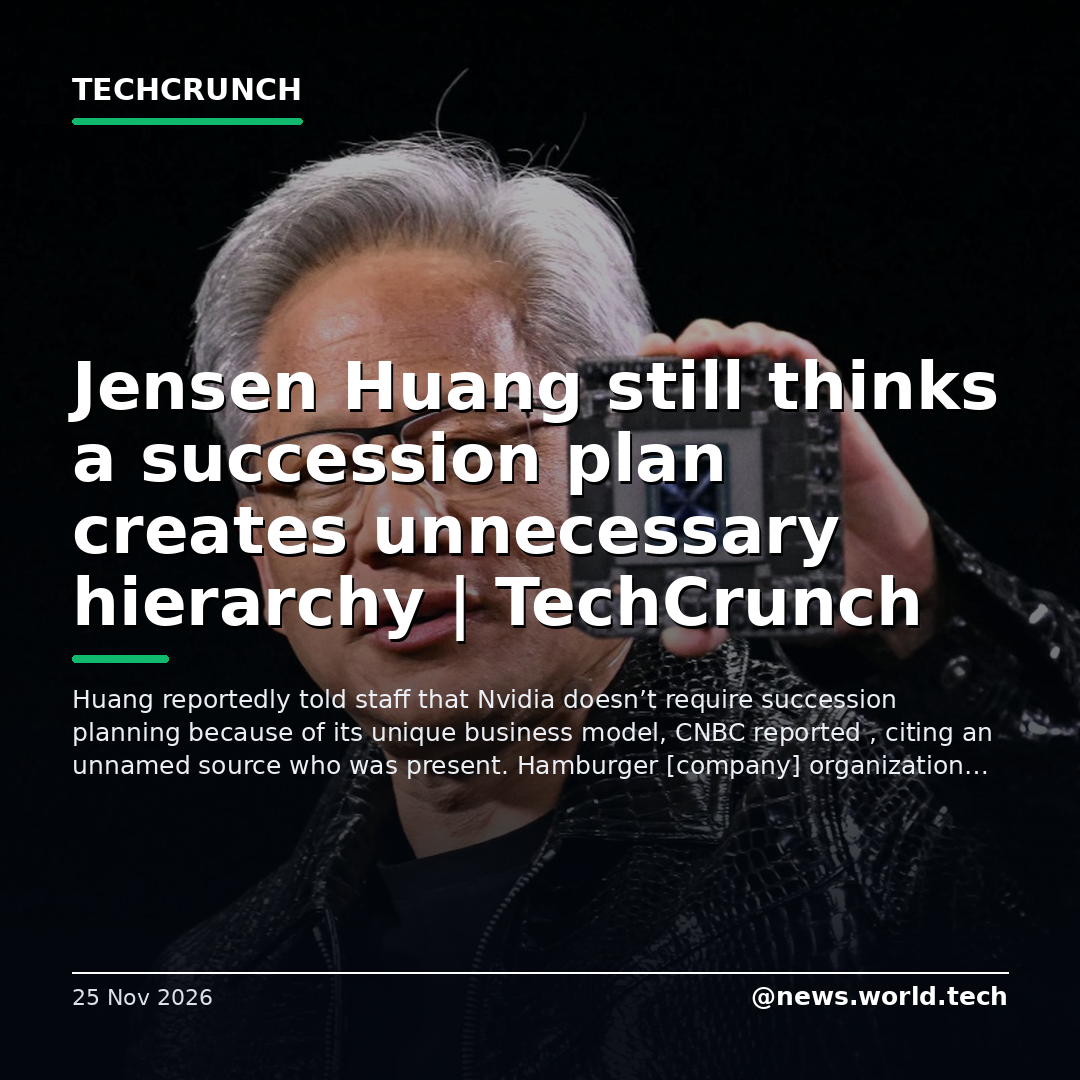 TECHCRUNCH
Jensen Huang still thinks
a succession plan
creates unnecessary
hierarchy | TechCrunch
Huang reportedly told staff that Nvidia doesn’t require succession
planning because of its unique business model, CNBC reported , citing an
unnamed source who was present. Hamburger [company] organization…
25 Nov 2026
@news.world.tech